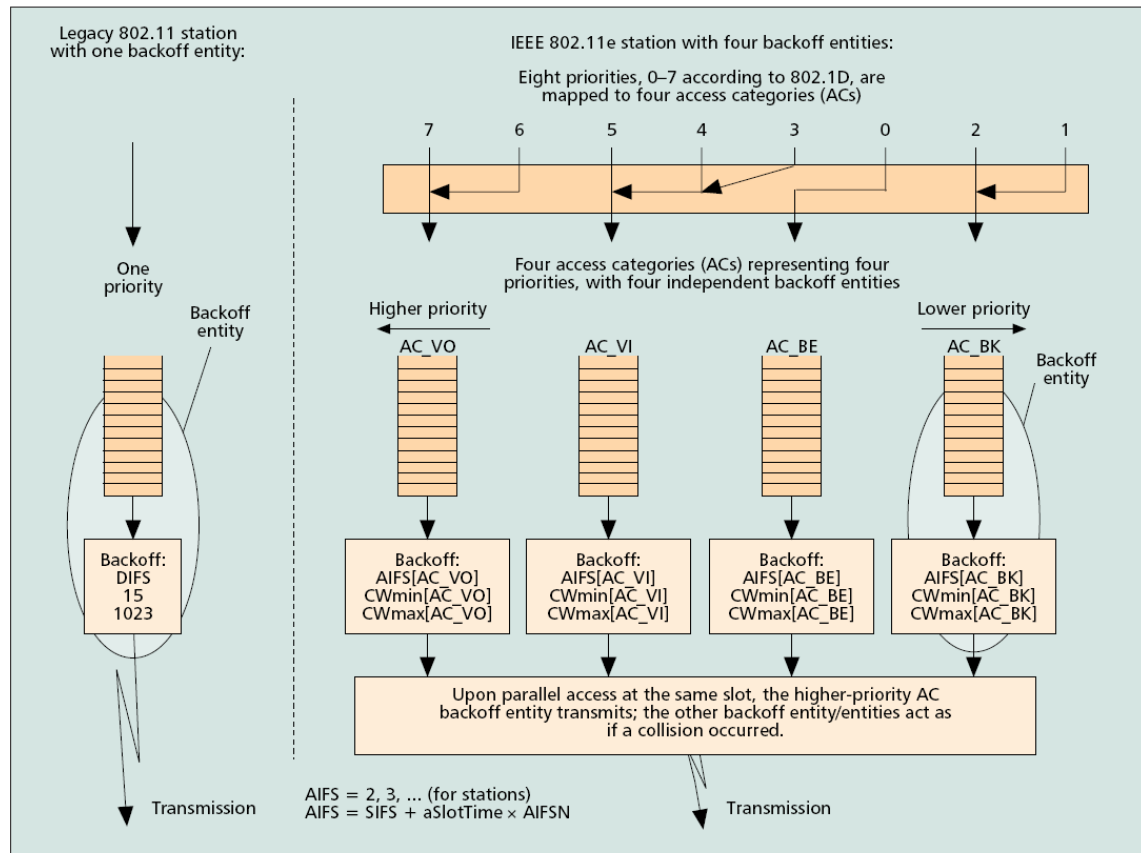 Legacy 802.11 station
with one backoff entity:
IEEE 802.11e station with four backoff entities:
Eight priorities, 0–7 according to 802.1D, are
mapped to four access categories (ACs)
7 6 5 4 3 0 2 1
One
priority
Four access categories (ACs) representing four
priorities, with four independent backoff entities
Backoff
entity
Higher priority
Lower priority
AC_VO AC_VI AC_BE AC_BK
Backoff
entity
Backoff:
DIFS
15
1023
Backoff:
AIFS[AC_VO]
CWmin[AC_VO]
CWmax[AC_VO]
Backoff:
AIFS[AC_VI]
CWmin[AC_VI]
CWmax[AC_VI]
Backoff:
AIFS[AC_BE]
CWmin[AC_BE]
CWmax[AC_BE]
Backoff:
AIFS[AC_BK]
CWmin[AC_BK]
CWmax[AC_BK]
Upon parallel access at the same slot, the higher-priority AC
backoff entity transmits; the other backoff entity/entities act as
if a collision occurred.
Transmission
AIFS = 2, 3, ... (for stations)
AIFS = SIFS + aSlotTime × AIFSN
Transmission